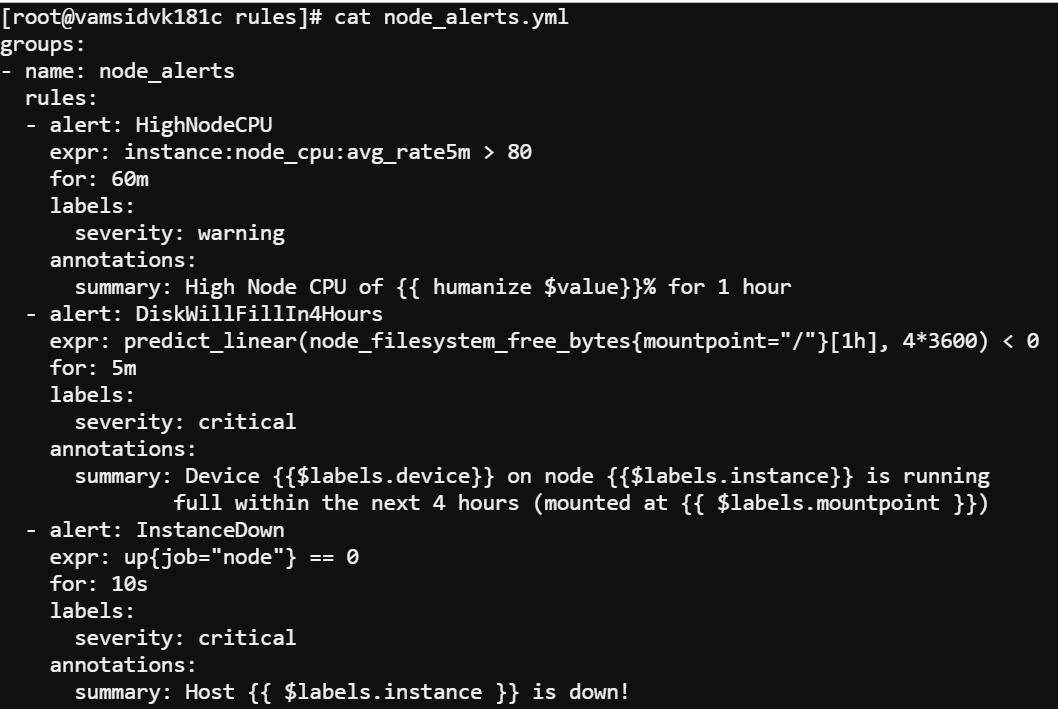 [root@vamsidvk181c rules]# cat node_alerts.yml
groups:
- name: node_alerts
  rules:
  - alert: HighNodeCPU
    expr: instance:node_cpu:avg_rate5m > 80
    for: 60m
    labels:
      severity: warning
    annotations:
      summary: High Node CPU of {{ humanize $value}}% for 1 hour
  - alert: DiskWillFillIn4Hours
    expr: predict_linear(node_filesystem_free_bytes{mountpoint="/"}[1h], 4*3600) < 0
    for: 5m
    labels:
      severity: critical
    annotations:
      summary: Device {{$labels.device}} on node {{$labels.instance}} is running
              full within the next 4 hours (mounted at {{ $labels.mountpoint }})
  - alert: InstanceDown
    expr: up{job="node"} == 0
    for: 10s
    labels:
      severity: critical
    annotations:
      summary: Host {{ $labels.instance }} is down!